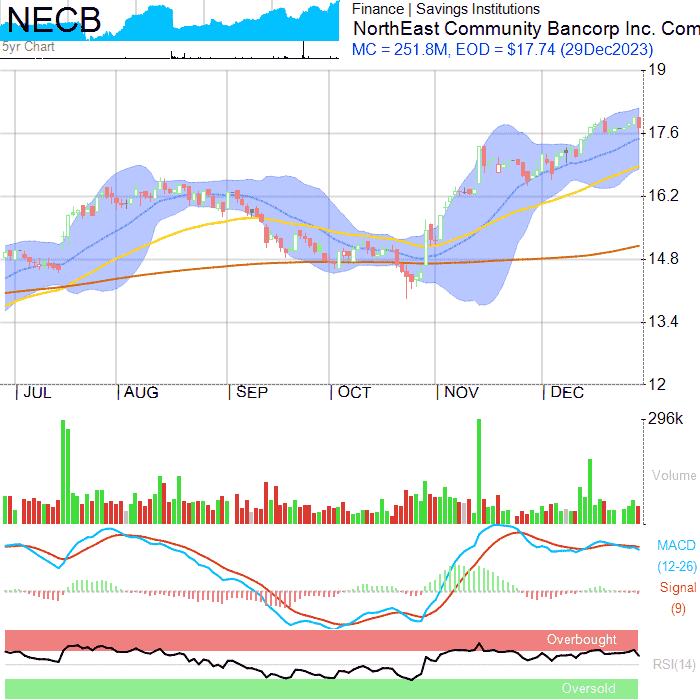 NECB
5yr Chart
Finance | Savings Institutions
NorthEast Community Bancorp Inc. Com
MC = 251.8M, EOD = $17.74 (29Dec2023)
19
17.6
16.2
14.8
13.4
12
JUL AUG SEP OCT NOV DEC
296k
Volume
MACD
(12-26)
Signal
(9)
Overbought
RSI(14)
Oversold